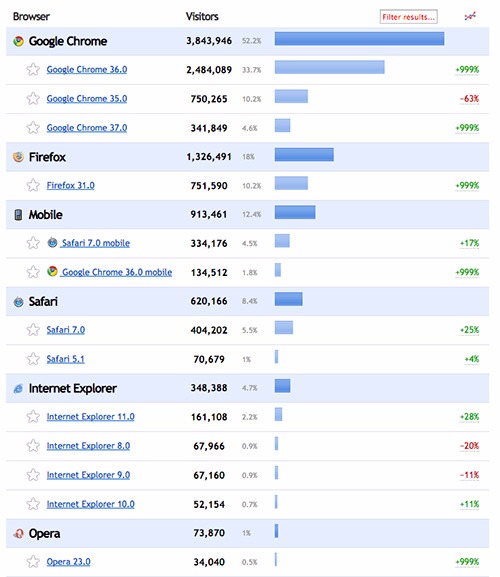 Browser Visitors Filter results...
Google Chrome 3,843,946 52.2%
Google Chrome 36.0 2,484,089 33.7% +999%
Google Chrome 35.0 750,265 10.2% -63%
Google Chrome 37.0 341,849 4.6% +999%
Firefox 1,326,491 18%
Firefox 31.0 751,590 10.2% +999%
Mobile 913,461 12.4%
Safari 7.0 mobile 334,176 4.5% +17%
Google Chrome 36.0 mobile 134,512 1.8% +999%
Safari 620,166 8.4%
Safari 7.0 404,202 5.5% +25%
Safari 5.1 70,679 1% +4%
Internet Explorer 348,388 4.7%
Internet Explorer 11.0 161,108 2.2% +28%
Internet Explorer 8.0 67,966 0.9% -20%
Internet Explorer 9.0 67,160 0.9% -11%
Internet Explorer 10.0 52,154 0.7% +11%
Opera 73,870 1%
Opera 23.0 34,040 0.5% +999%